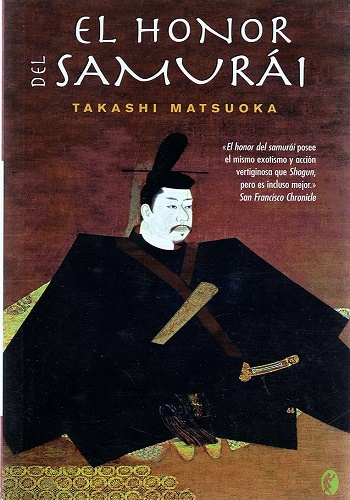 EL HONOR
DEL
SAMURÁI
TAKASHI MATSUOKA
«El honor del samurái posee
el mismo exotismo y acción
vertiginosa que Shogun,
pero es incluso mejor.»
San Francisco Chronicle